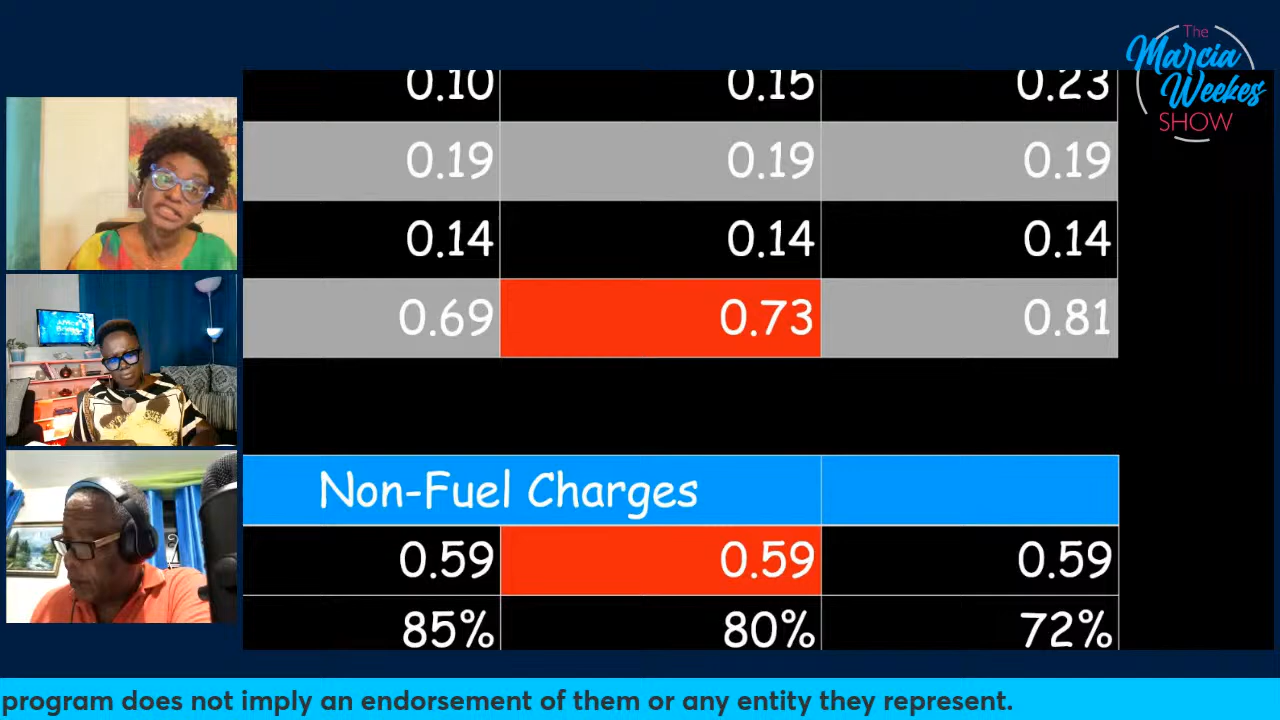 The
Marcia
Weekes
SHOW
0.10 0.15 0.23
0.19 0.19 0.19
0.14 0.14 0.14
0.69 0.73 0.81
Non-Fuel Charges
0.59 0.59 0.59
85% 80% 72%
program does not imply an endorsement of them or any entity they represent.